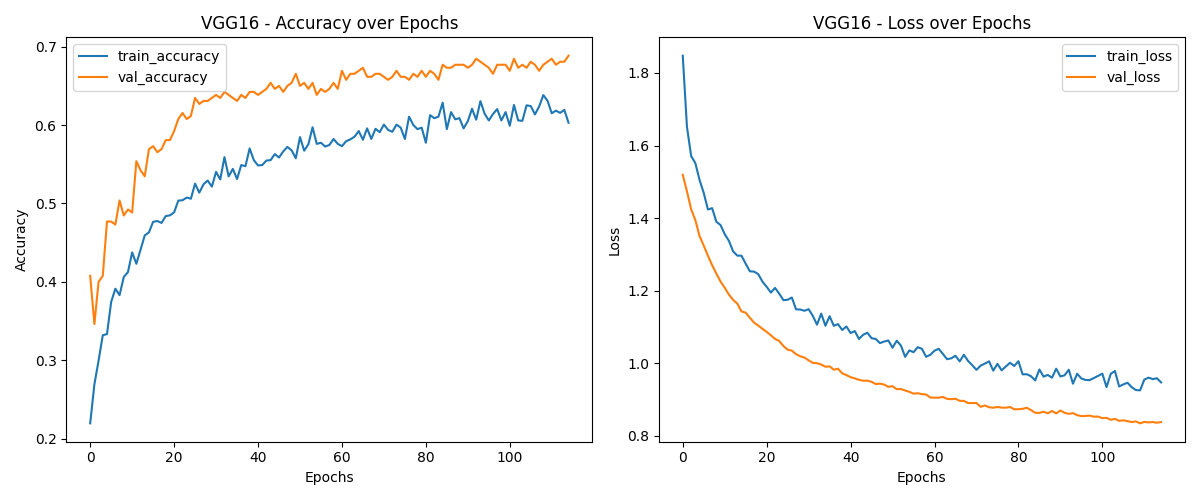 VGG16 - Accuracy over Epochs
train_accuracy
val_accuracy
0.7
0.6
0.5
0.4
0.3
0.2
Accuracy
0 20 40 60 80 100
Epochs
VGG16 - Loss over Epochs
train_loss
val_loss
1.8
1.6
1.4
1.2
1.0
0.8
Loss
0 20 40 60 80 100
Epochs